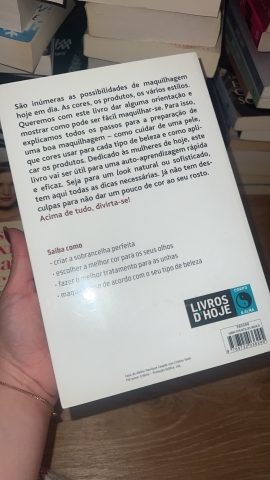 São inúmeras as possibilidades de maquilhagem
hoje em dia. As cores, os produtos, os vários estilos.
Queremos com este livro dar alguma orientação e
mostrar como pode ser fácil maquilhar-se. Para isso,
explicamos todos os passos para a preparação de
uma boa maquilhagem – como cuidar de uma pele,
que cores usar para cada tipo de beleza e como apli-
car os produtos. Dedicado às mulheres de hoje, este
livro vai ser útil para uma auto-aprendizagem rápida
e eficaz. Seja para um look natural ou sofisticado,
tem aqui todas as dicas necessárias. Já não tem des-
culpas para não dar um pouco de cor ao seu rosto.
Acima de tudo, divirta-se!
Saiba como
- criar a sobrancelha perfeita
- escolher a melhor cor para os seus olhos
- fazer o melhor tratamento para as unhas
- maqui de acordo com o seu tipo de beleza
LIVROS
D'HOJE
CORPO
& ALMA